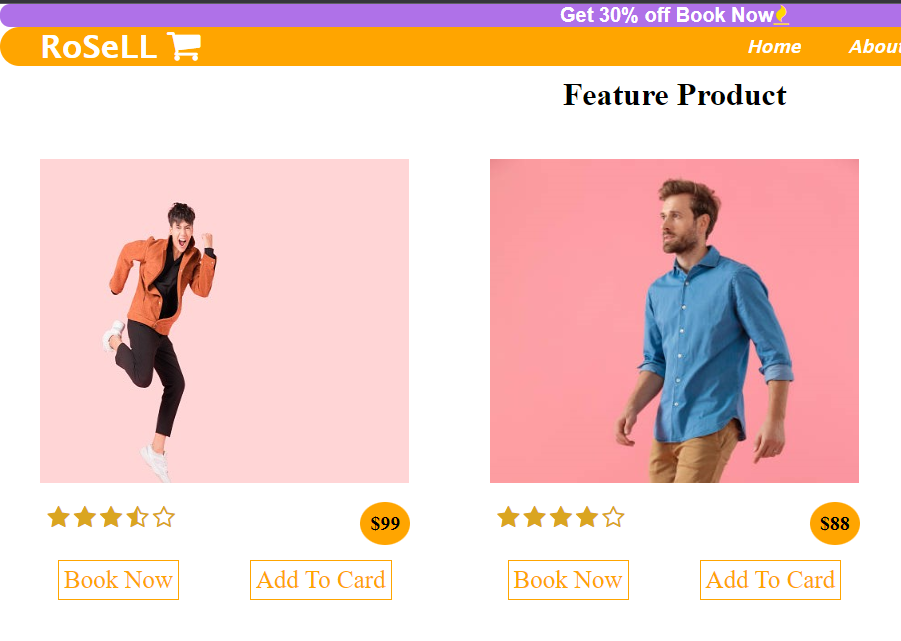 Get 30% off Book Now
RoSeLL
Home About
Feature Product
$99
$88
Book Now
Add To Card
Book Now
Add To Card